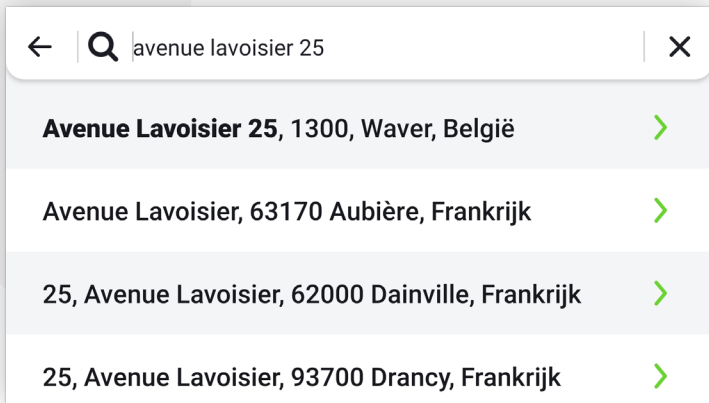 avenue lavoisier 25
Avenue Lavoisier 25, 1300, Waver, België
Avenue Lavoisier, 63170 Aubière, Frankrijk
25, Avenue Lavoisier, 62000 Dainville, Frankrijk
25, Avenue Lavoisier, 93700 Drancy, Frankrijk